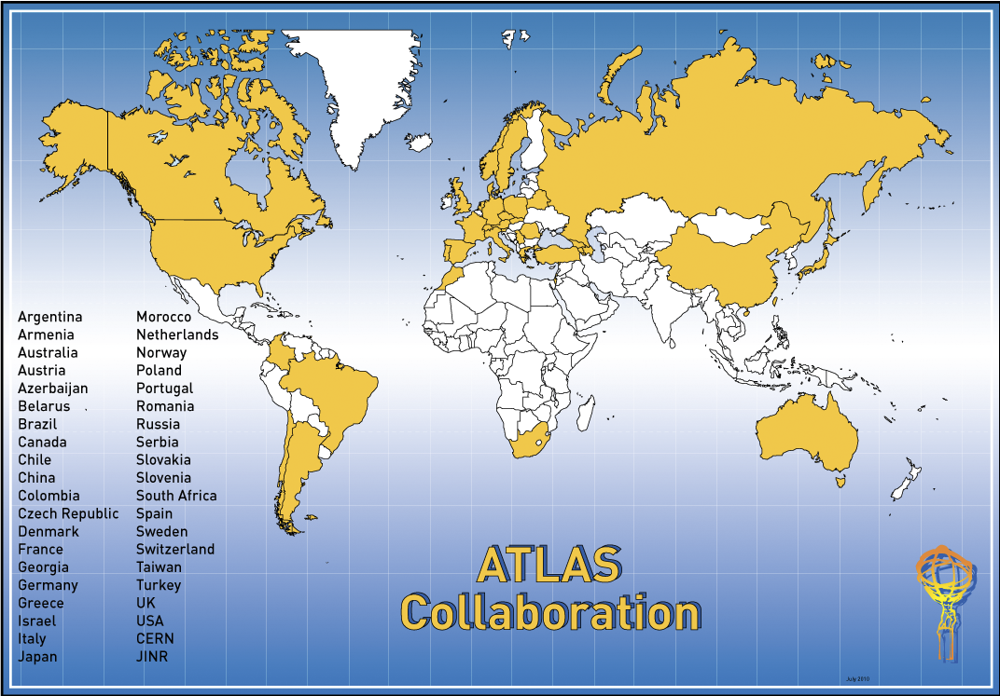 Argentina
Armenia
Australia
Austria
Azerbaijan
Belarus
Brazil
Canada
Chile
China
Colombia
Czech Republic
Denmark
France
Georgia
Germany
Greece
Israel
Italy
Japan
Morocco
Netherlands
Norway
Poland
Portugal
Romania
Russia
Serbia
Slovakia
Slovenia
South Africa
Spain
Sweden
Switzerland
Taiwan
Turkey
UK
USA
CERN
JINR
ATLAS
Collaboration
July 2010